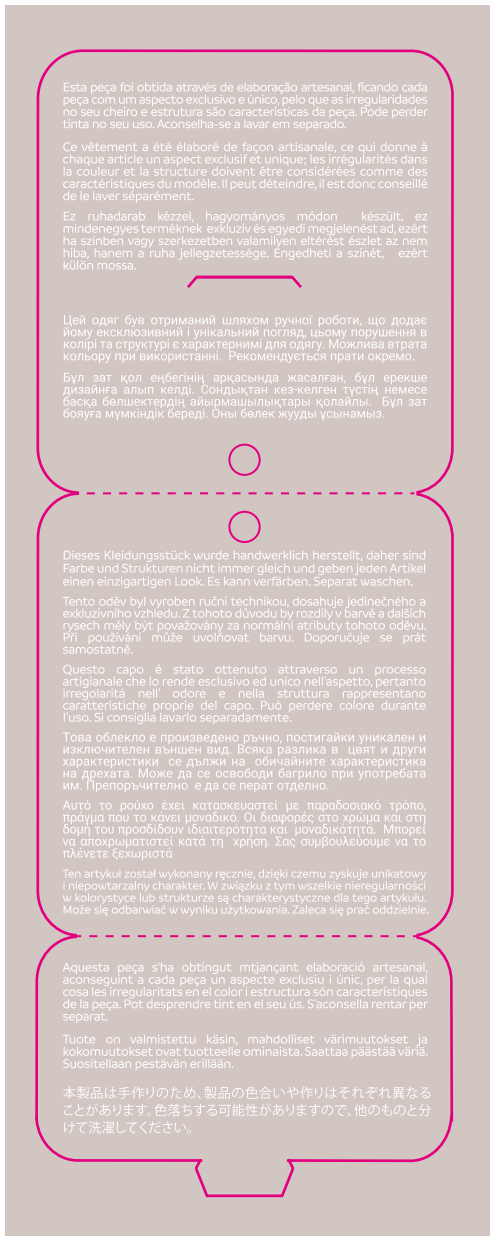 Esta peça foi obtida através de elaboração artesanal, ficando cada
peça com um aspecto exclusivo e único, pelo que as irregularidades
no seu cheiro e estrutura são características da peça. Pode perder
tinta no seu uso. Aconselha-se a lavar em separado.
Ce vêtement a été élaboré de façon artisanale, ce qui donne à
chaque article un aspect exclusif et unique; les irrégularités dans
la couleur et la structure doivent être considérées comme des
caractéristiques du modèle. Il peut déteindre, il est donc conseillé
de le laver séparément.
Ez ruhadarab kézzel, hagyományos módon készült, ez
mindenegyes terméknek exkluzív és egyedi megjelenést ad, ezért
ha színben vagy szerkezetben valamilyen eltérést észlet az nem
hiba, hanem a ruha jellegzetessége. Engedheti a színét, ezért
külön mossa.
Цей одяг був отриманий шляхом ручної роботи, що додає
йому ексклюзивний і унікальний погляд, цьому порушення в
колірі та структурі є характернимі для одягу. Можлива втрата
кольору при використанні. Рекомендується прати окремо.
Бұл зат қол еңбегінің арқасында жасалған, бұл ерекше
дизайнға алып келді. Сондықтан кез-келген түстің немесе
басқа бөлшектердің айырмашылықтары қолайлы. Бұл зат
бояуға мүмкіндік береді. Оны бөлек жууды ұсынамыз.
Dieses Kleidungsstück wurde handwerklich herstellt, daher sind
Farbe und Strukturen nicht immer gleich und geben jeden Artikel
einen einzigartigen Look. Es kann verfärben. Separat waschen.
Tento oděv byl vyroben ruční technikou, dosahuje jedinečného a
exkluzivního vzhledu. Z tohoto důvodu by rozdíly v barvě a dalších
rysech měly být považovány za normální atributy tohoto oděvu.
Při používání může uvolňovat barvu. Doporučuje se prát
samostatně.
Questo capo é stato ottenuto attraverso un processo
artigianale che lo rende esclusivo ed unico nell'aspetto, pertanto
irregolaritá nell' odore e nella struttura rappresentano
caratteristiche proprie del capo. Puó perdere colore durante
l'uso. Si consiglia lavarlo separadamente.
Това облекло е произведено ръчно, постигайки уникален и
изключителен външен вид. Всяка разлика в цвят и други
характеристики се дължи на обичайните характеристика
на дрехата. Може да се освободи багрило при употребата
им. Препоръчително е да се перат отделно.
Αυτό το ρούχο έχει κατασκευαστεί με παραδοσιακό τρόπο,
πράγμα που το κάνει μοναδικό. Οι διαφορές στο χρώμα και στη
δομή του προσδίδουν ιδιαιτερότητα και μοναδικότητά. Μπορεί
να αποχρωματιστεί κατά τη χρήση. Σας συμβουλεύουμε να το
πλένετε ξεχωριστά
Ten artykuł został wykonany ręcznie, dzięki czemu zyskuje unikatowy
i niepowtarzalny charakter. W związku z tym wszelkie nieregularności
w kolorystyce lub strukturze są charakterystyczne dla tego artykułu.
Może się odbarwiać w wyniku użytkowania. Zaleca się prać oddzielnie.
Aquesta peça s'ha obtingut mtjançant elaboració artesanal,
aconseguint a cada peça un aspecte exclusiu i únic, per la qual
cosa les irregularitats en el color i estructura són característiques
de la peça. Pot desprendre tint en el seu ús. S'aconsella rentar per
separat.
Tuote on valmistettu käsin, mahdolliset värimuutokset ja
kokomuutokset ovat tuotteelle ominaista. Saattaa päästää väriä.
Suositellaan pestävän erillään.
本製品は手作りのため、製品の色合いや作りはそれぞれ異なる
ことがあります。色落ちする可能性がありますので、他のものと分
けて洗濯してください。